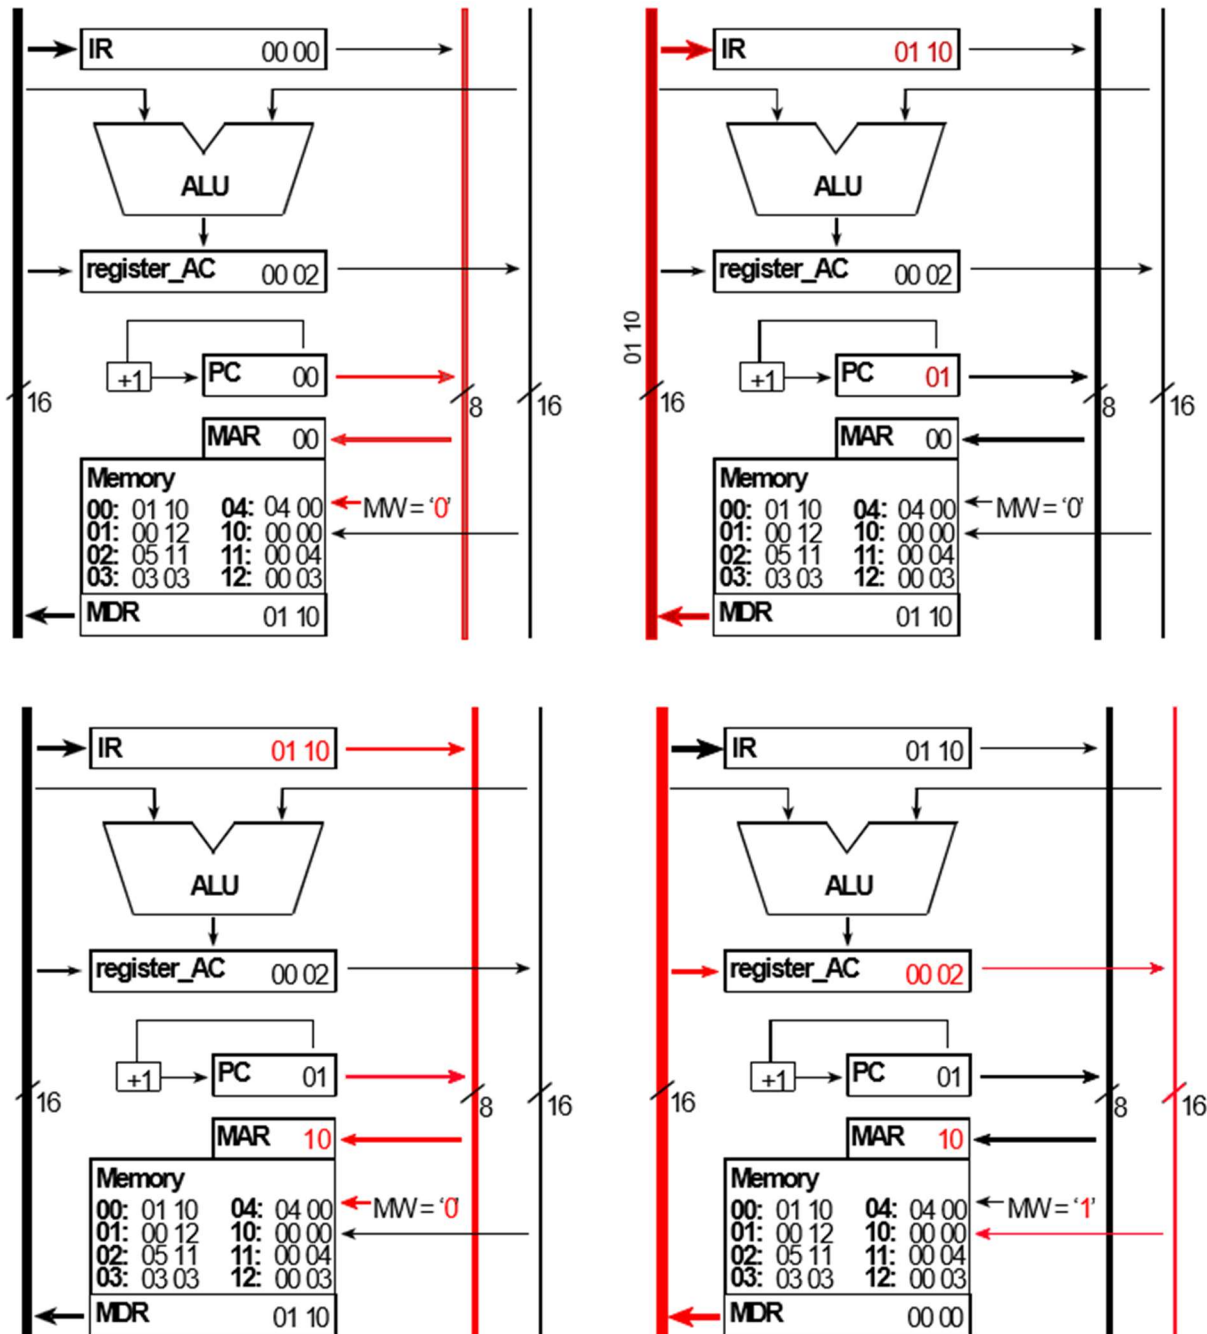 IR 00 00
ALU
register_AC 00 02
+1 PC 00
16 8 16
MAR 00
Memory
00: 01 10 04: 04 00 MW = ‘0’
01: 00 12 10: 00 00
02: 05 11 11: 00 04
03: 03 03 12: 00 03
MDR 01 10
IR 01 10
ALU
register_AC 00 02
01 10
+1 PC 01
16 8 16
MAR 00
Memory
00: 01 10 04: 04 00 MW = ‘0’
01: 00 12 10: 00 00
02: 05 11 11: 00 04
03: 03 03 12: 00 03
MDR 01 10
IR 01 10
ALU
register_AC 00 02
+1 PC 01
16 8 16
MAR 10
Memory
00: 01 10 04: 04 00 MW = ‘0’
01: 00 12 10: 00 00
02: 05 11 11: 00 04
03: 03 03 12: 00 03
MDR 01 10
IR 01 10
ALU
register_AC 00 02
+1 PC 01
16 8 16
MAR 10
Memory
00: 01 10 04: 04 00 MW = ‘1’
01: 00 12 10: 00 00
02: 05 11 11: 00 04
03: 03 03 12: 00 03
MDR 00 00